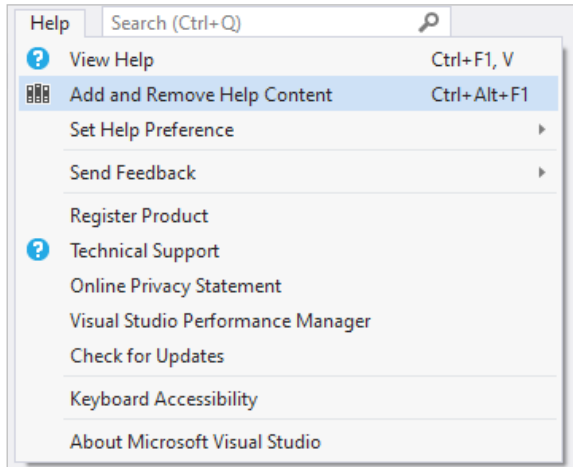 Help Search (Ctrl+Q)
View Help Ctrl+F1, V
Add and Remove Help Content Ctrl+Alt+F1
Set Help Preference
Send Feedback
Register Product
Technical Support
Online Privacy Statement
Visual Studio Performance Manager
Check for Updates
Keyboard Accessibility
About Microsoft Visual Studio